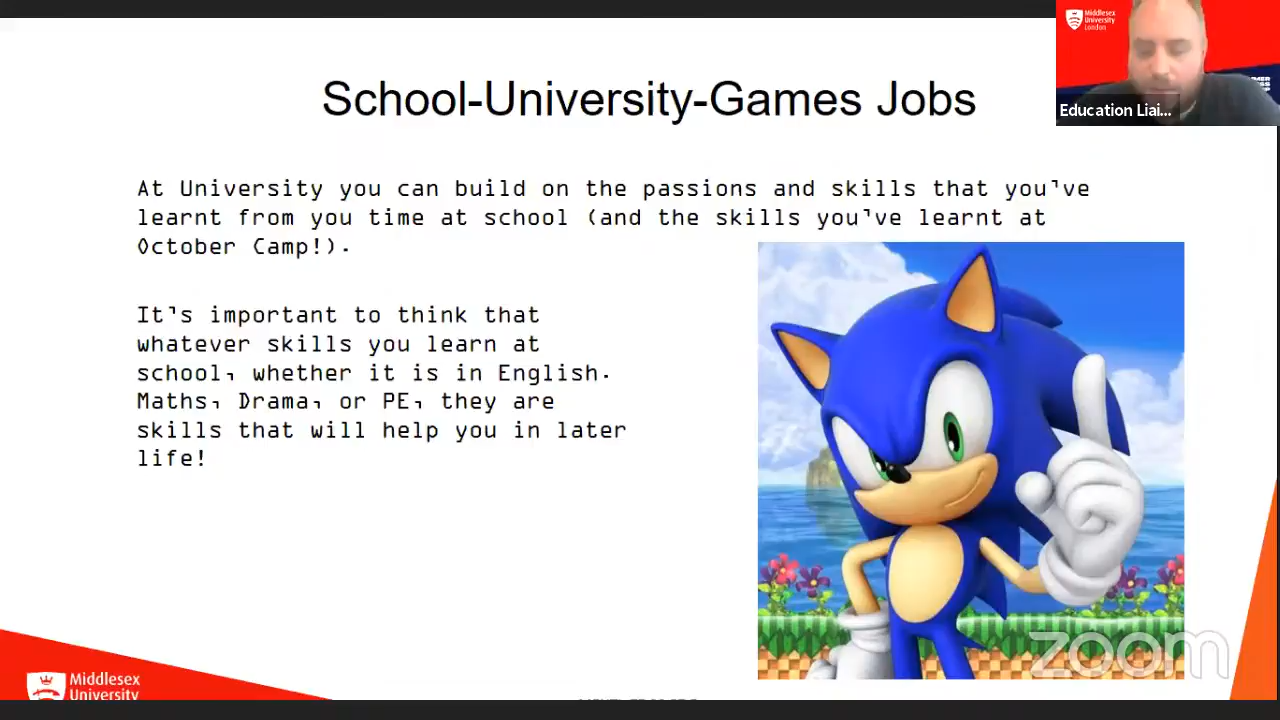 School-University-Games Jobs
At University you can build on the passions and skills that you've
learnt from you time at school (and the skills you've learnt at
October Camp!).
It's important to think that
whatever skills you learn at
school, whether it is in English.
Maths, Drama, or PE, they are
skills that will help you in later
life!
Middlesex
University
London
Education Liai...
zoom
Middlesex
University